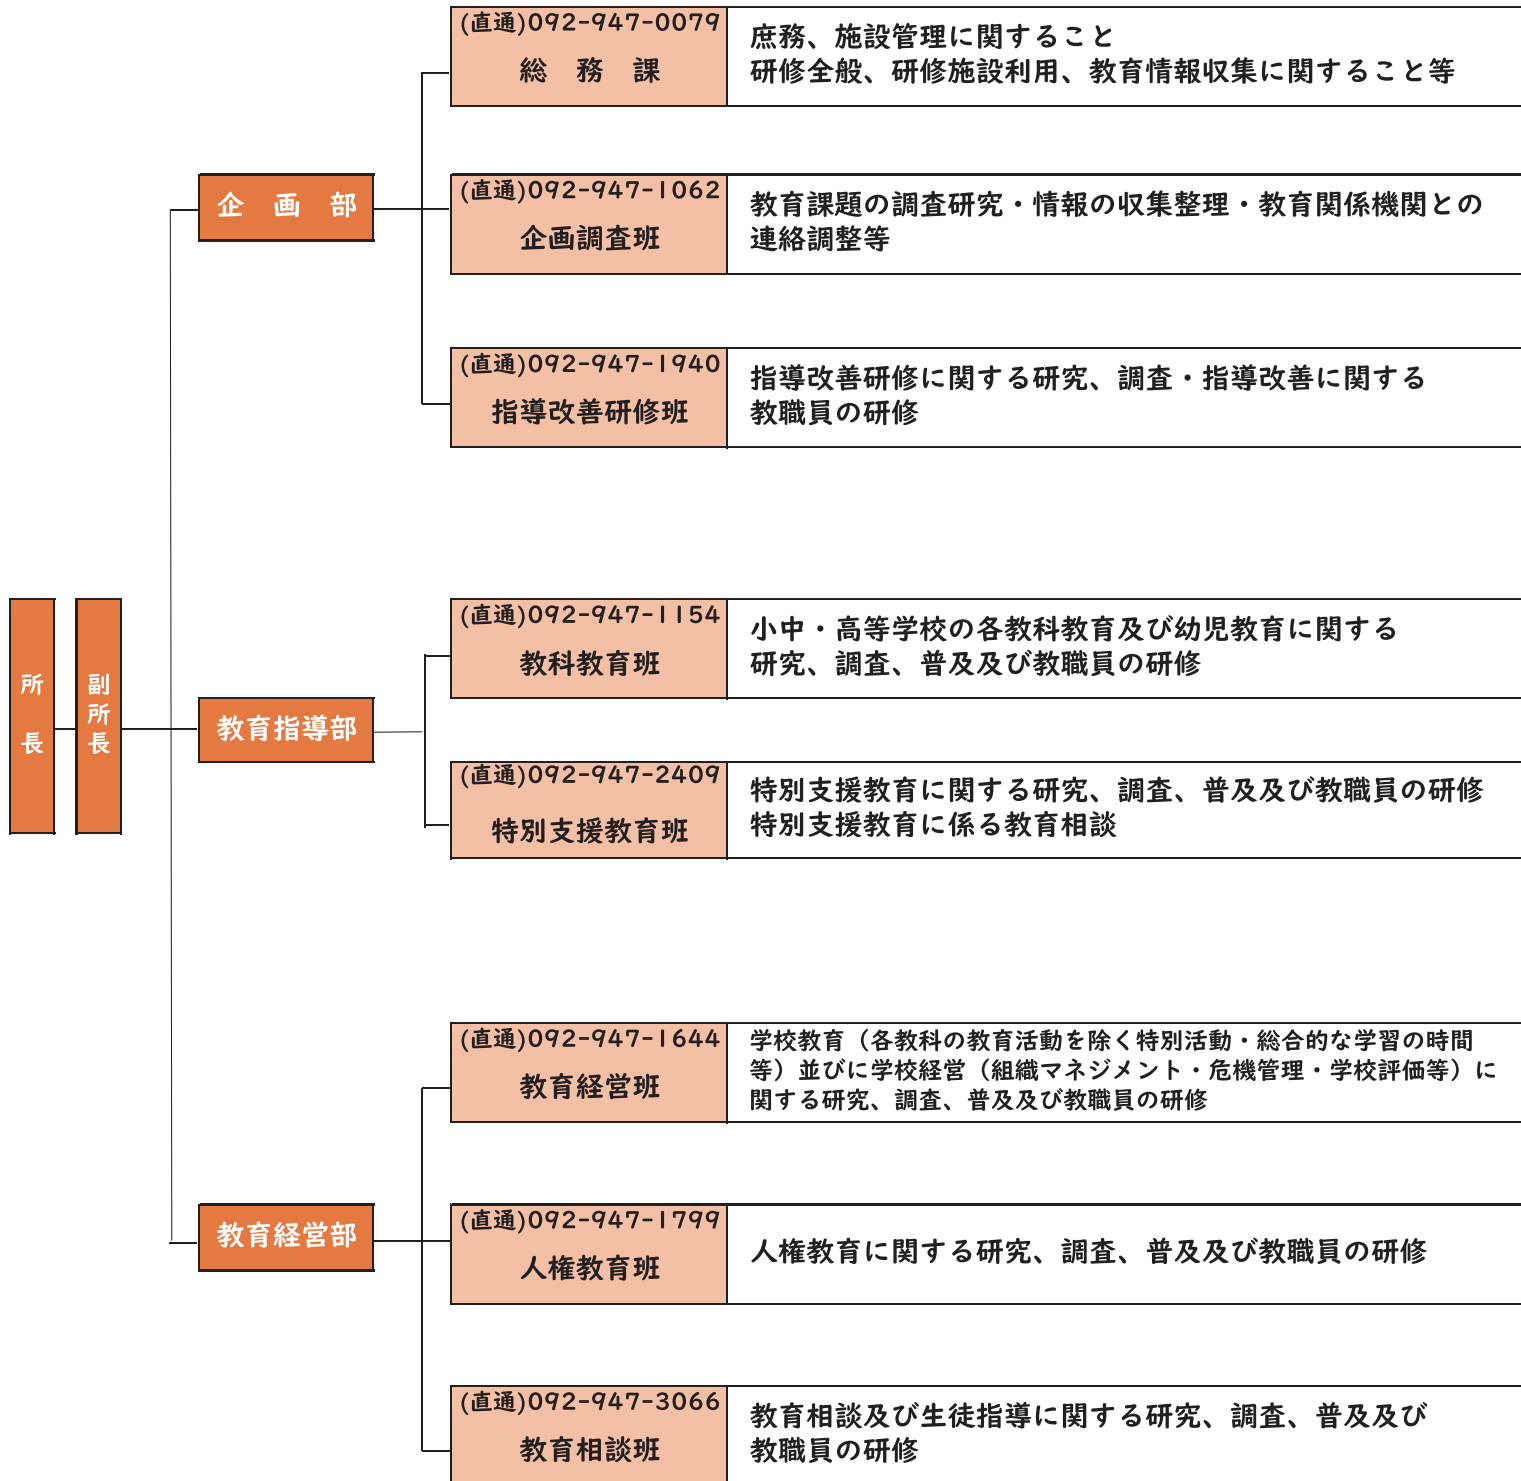 所長
副所長
企　画　部
(直通)092-947-0079
総　務　課
庶務、施設管理に関すること
研修全般、研修施設利用、教育情報収集に関すること等
(直通)092-947-1062
企画調査班
教育課題の調査研究・情報の収集整理・教育関係機関との
連絡調整等
(直通)092-947-1940
指導改善研修班
指導改善研修に関する研究、調査・指導改善に関する
教職員の研修
教育指導部
(直通)092-947-1154
教科教育班
小中・高等学校の各教科教育及び幼児教育に関する
研究、調査、普及及び教職員の研修
(直通)092-947-2409
特別支援教育班
特別支援教育に関する研究、調査、普及及び教職員の研修
特別支援教育に係る教育相談
教育経営部
(直通)092-947-1644
教育経営班
学校教育（各教科の教育活動を除く特別活動・総合的な学習の時間
等）並びに学校経営（組織マネジメント・危機管理・学校評価等）に
関する研究、調査、普及及び教職員の研修
(直通)092-947-1799
人権教育班
人権教育に関する研究、調査、普及及び教職員の研修
(直通)092-947-3066
教育相談班
教育相談及び生徒指導に関する研究、調査、普及及び
教職員の研修